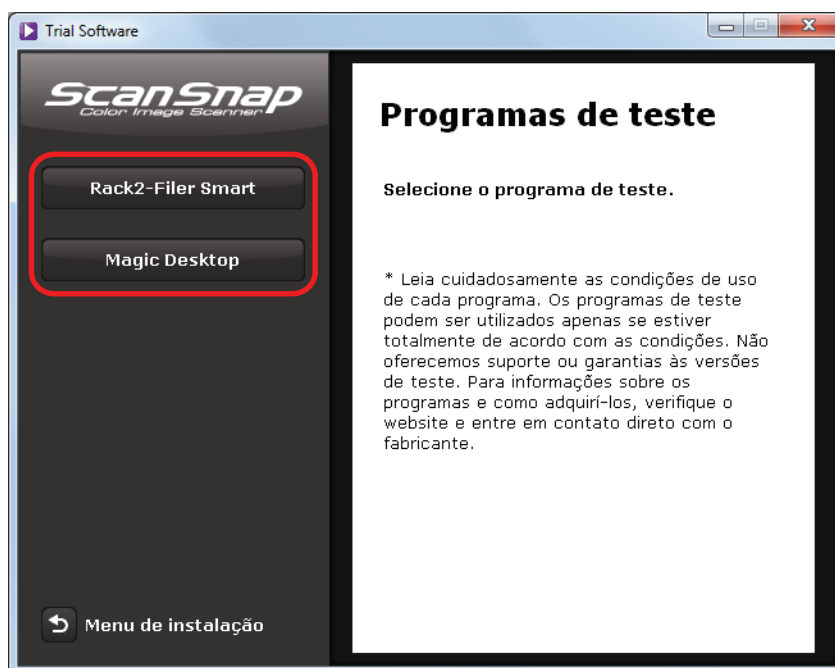 Trial Software
ScanSnap
Color Image Scanner
Rack2-Filer Smart
Magic Desktop
Menu de instalação
Programas de teste
Selecione o programa de teste.
* Leia cuidadosamente as condições de uso
de cada programa. Os programas de teste
podem ser utilizados apenas se estiver
totalmente de acordo com as condições. Não
oferecemos suporte ou garantias às versões
de teste. Para informações sobre os
programas e como adquirí-los, verifique o
website e entre em contato direto com o
fabricante.